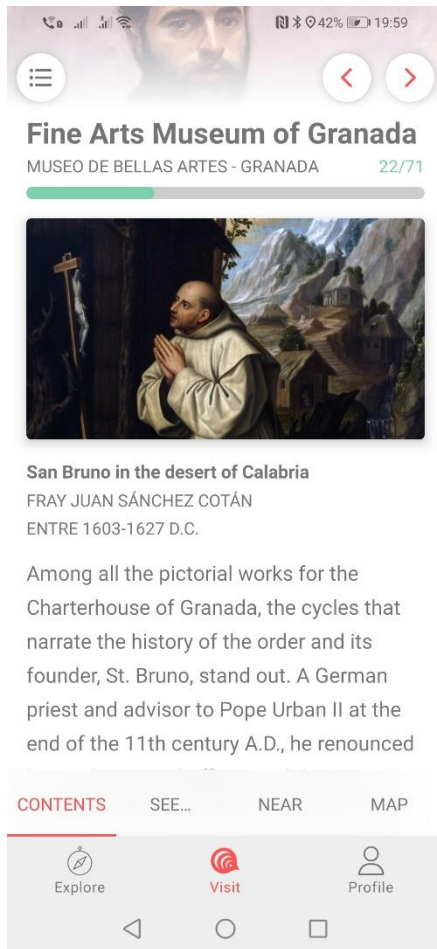 42% 19:59
Fine Arts Museum of Granada
MUSEO DE BELLAS ARTES - GRANADA 22/71
San Bruno in the desert of Calabria
FRAY JUAN SÁNCHEZ COTÁN
ENTRE 1603-1627 D.C.
Among all the pictorial works for the
Charterhouse of Granada, the cycles that
narrate the history of the order and its
founder, St. Bruno, stand out. A German
priest and advisor to Pope Urban II at the
end of the 11th century A.D., he renounced
CONTENTS SEE... NEAR MAP
Explore Visit Profile